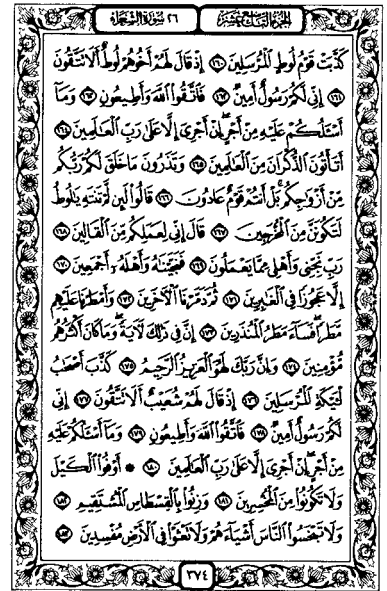 الجزء التاسع عشر ٢٦ سورة الشعراء
كَذَّبَتْ قَوْمُ لُوطٍ الْمُرْسَلِينَ ١٦٠ إِذْ قَالَ لَهُمْ أَخُوهُمْ لُوطٌ أَلَا تَتَّقُونَ
١٦١ إِنِّي لَكُمْ رَسُولٌ أَمِينٌ ١٦٢ فَاتَّقُوا اللَّهَ وَأَطِيعُونِ ١٦٣ وَمَا
أَسْـَٔلُكُمْ عَلَيْهِ مِنْ أَجْرٍ إِنْ أَجْرِيَ إِلَّا عَلَىٰ رَبِّ الْعَالَمِينَ ١٦٤
أَتَأْتُونَ الذُّكْرَانَ مِنَ الْعَالَمِينَ ١٦٥ وَتَذَرُونَ مَا خَلَقَ لَكُمْ رَبُّكُم
مِنْ أَزْوَاجِكُم بَلْ أَنتُمْ قَوْمٌ عَادُونَ ١٦٦ قَالُوا لَئِن لَّمْ تَنتَهِ يَا لُوطُ
لَتَكُونَنَّ مِنَ الْمُخْرَجِينَ ١٦٧ قَالَ إِنِّي لِعَمَلِكُم مِّنَ الْقَالِينَ ١٦٨
رَبِّ نَجِّنِي وَأَهْلِي مِمَّا يَعْمَلُونَ ١٦٩ فَنَجَّيْنَاهُ وَأَهْلَهُ أَجْمَعِينَ ١٧٠
إِلَّا عَجُوزًا فِي الْغَابِرِينَ ١٧١ ثُمَّ دَمَّرْنَا الْآخَرِينَ ١٧٢ وَأَمْطَرْنَا عَلَيْهِم
مَّطَرًا فَسَاءَ مَطَرُ الْمُنذَرِينَ ١٧٣ إِنَّ فِي ذَٰلِكَ لَآيَةً وَمَا كَانَ أَكْثَرُهُم
مُّؤْمِنِينَ ١٧٤ وَإِنَّ رَبَّكَ لَهُوَ الْعَزِيزُ الرَّحِيمُ ١٧٥ كَذَّبَ أَصْحَابُ
لْـَٔيْكَةِ الْمُرْسَلِينَ ١٧٦ إِذْ قَالَ لَهُمْ شُعَيْبٌ أَلَا تَتَّقُونَ ١٧٧ إِنِّي
لَكُمْ رَسُولٌ أَمِينٌ ١٧٨ فَاتَّقُوا اللَّهَ وَأَطِيعُونِ ١٧٩ وَمَا أَسْـَٔلُكُمْ عَلَيْهِ
مِنْ أَجْرٍ إِنْ أَجْرِيَ إِلَّا عَلَىٰ رَبِّ الْعَالَمِينَ ١٨٠ * أَوْفُوا الْكَيْلَ
وَلَا تَكُونُوا مِنَ الْمُخْسِرِينَ ١٨١ وَزِنُوا بِالْقِسْطَاسِ الْمُسْتَقِيمِ ١٨٢
وَلَا تَبْخَسُوا النَّاسَ أَشْيَاءَهُمْ وَلَا تَعْثَوْا فِي الْأَرْضِ مُفْسِدِينَ ١٨٣
٣٧٤